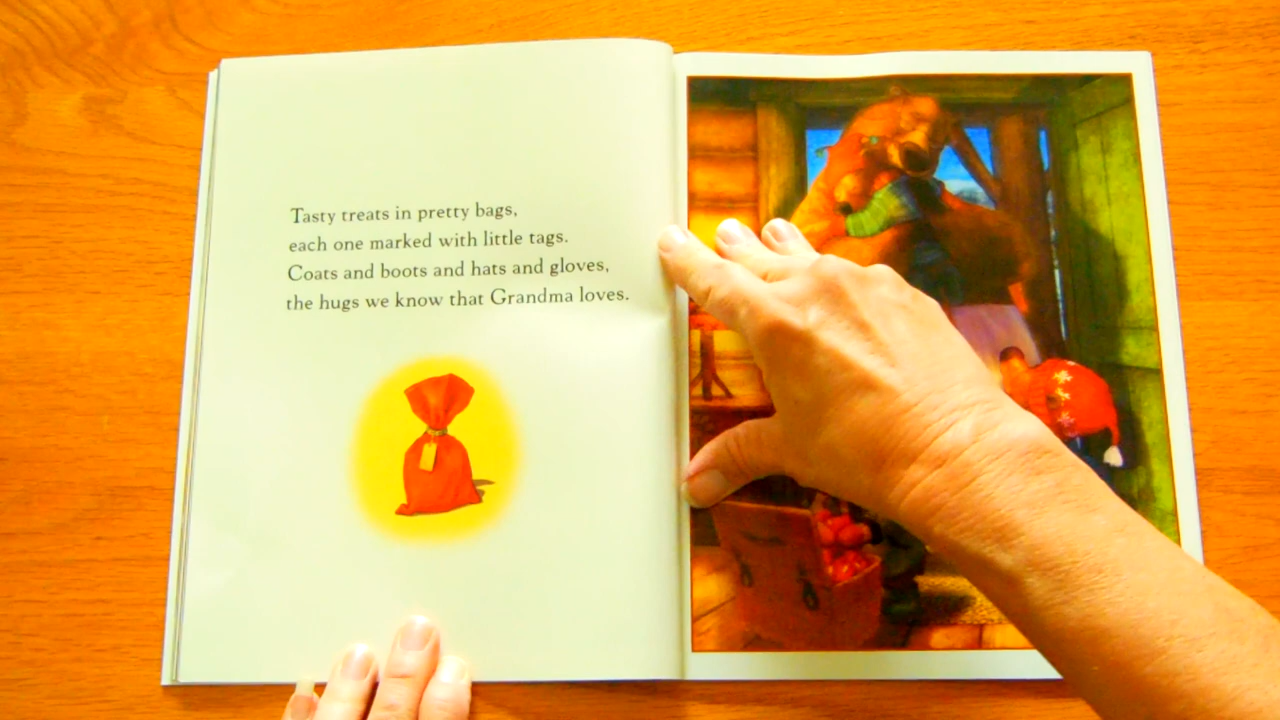 Tasty treats in pretty bags,
each one marked with little tags.
Coats and boots and hats and gloves,
the hugs we know that Grandma loves.